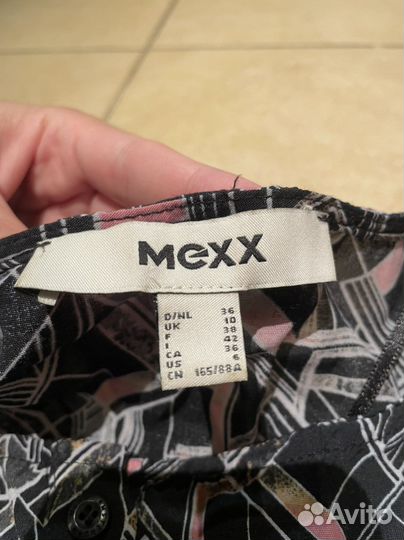 MEXX
D/NL 36
UK 10
F 38
I 42
CA 36
US 6
CN 165/88A
Avito